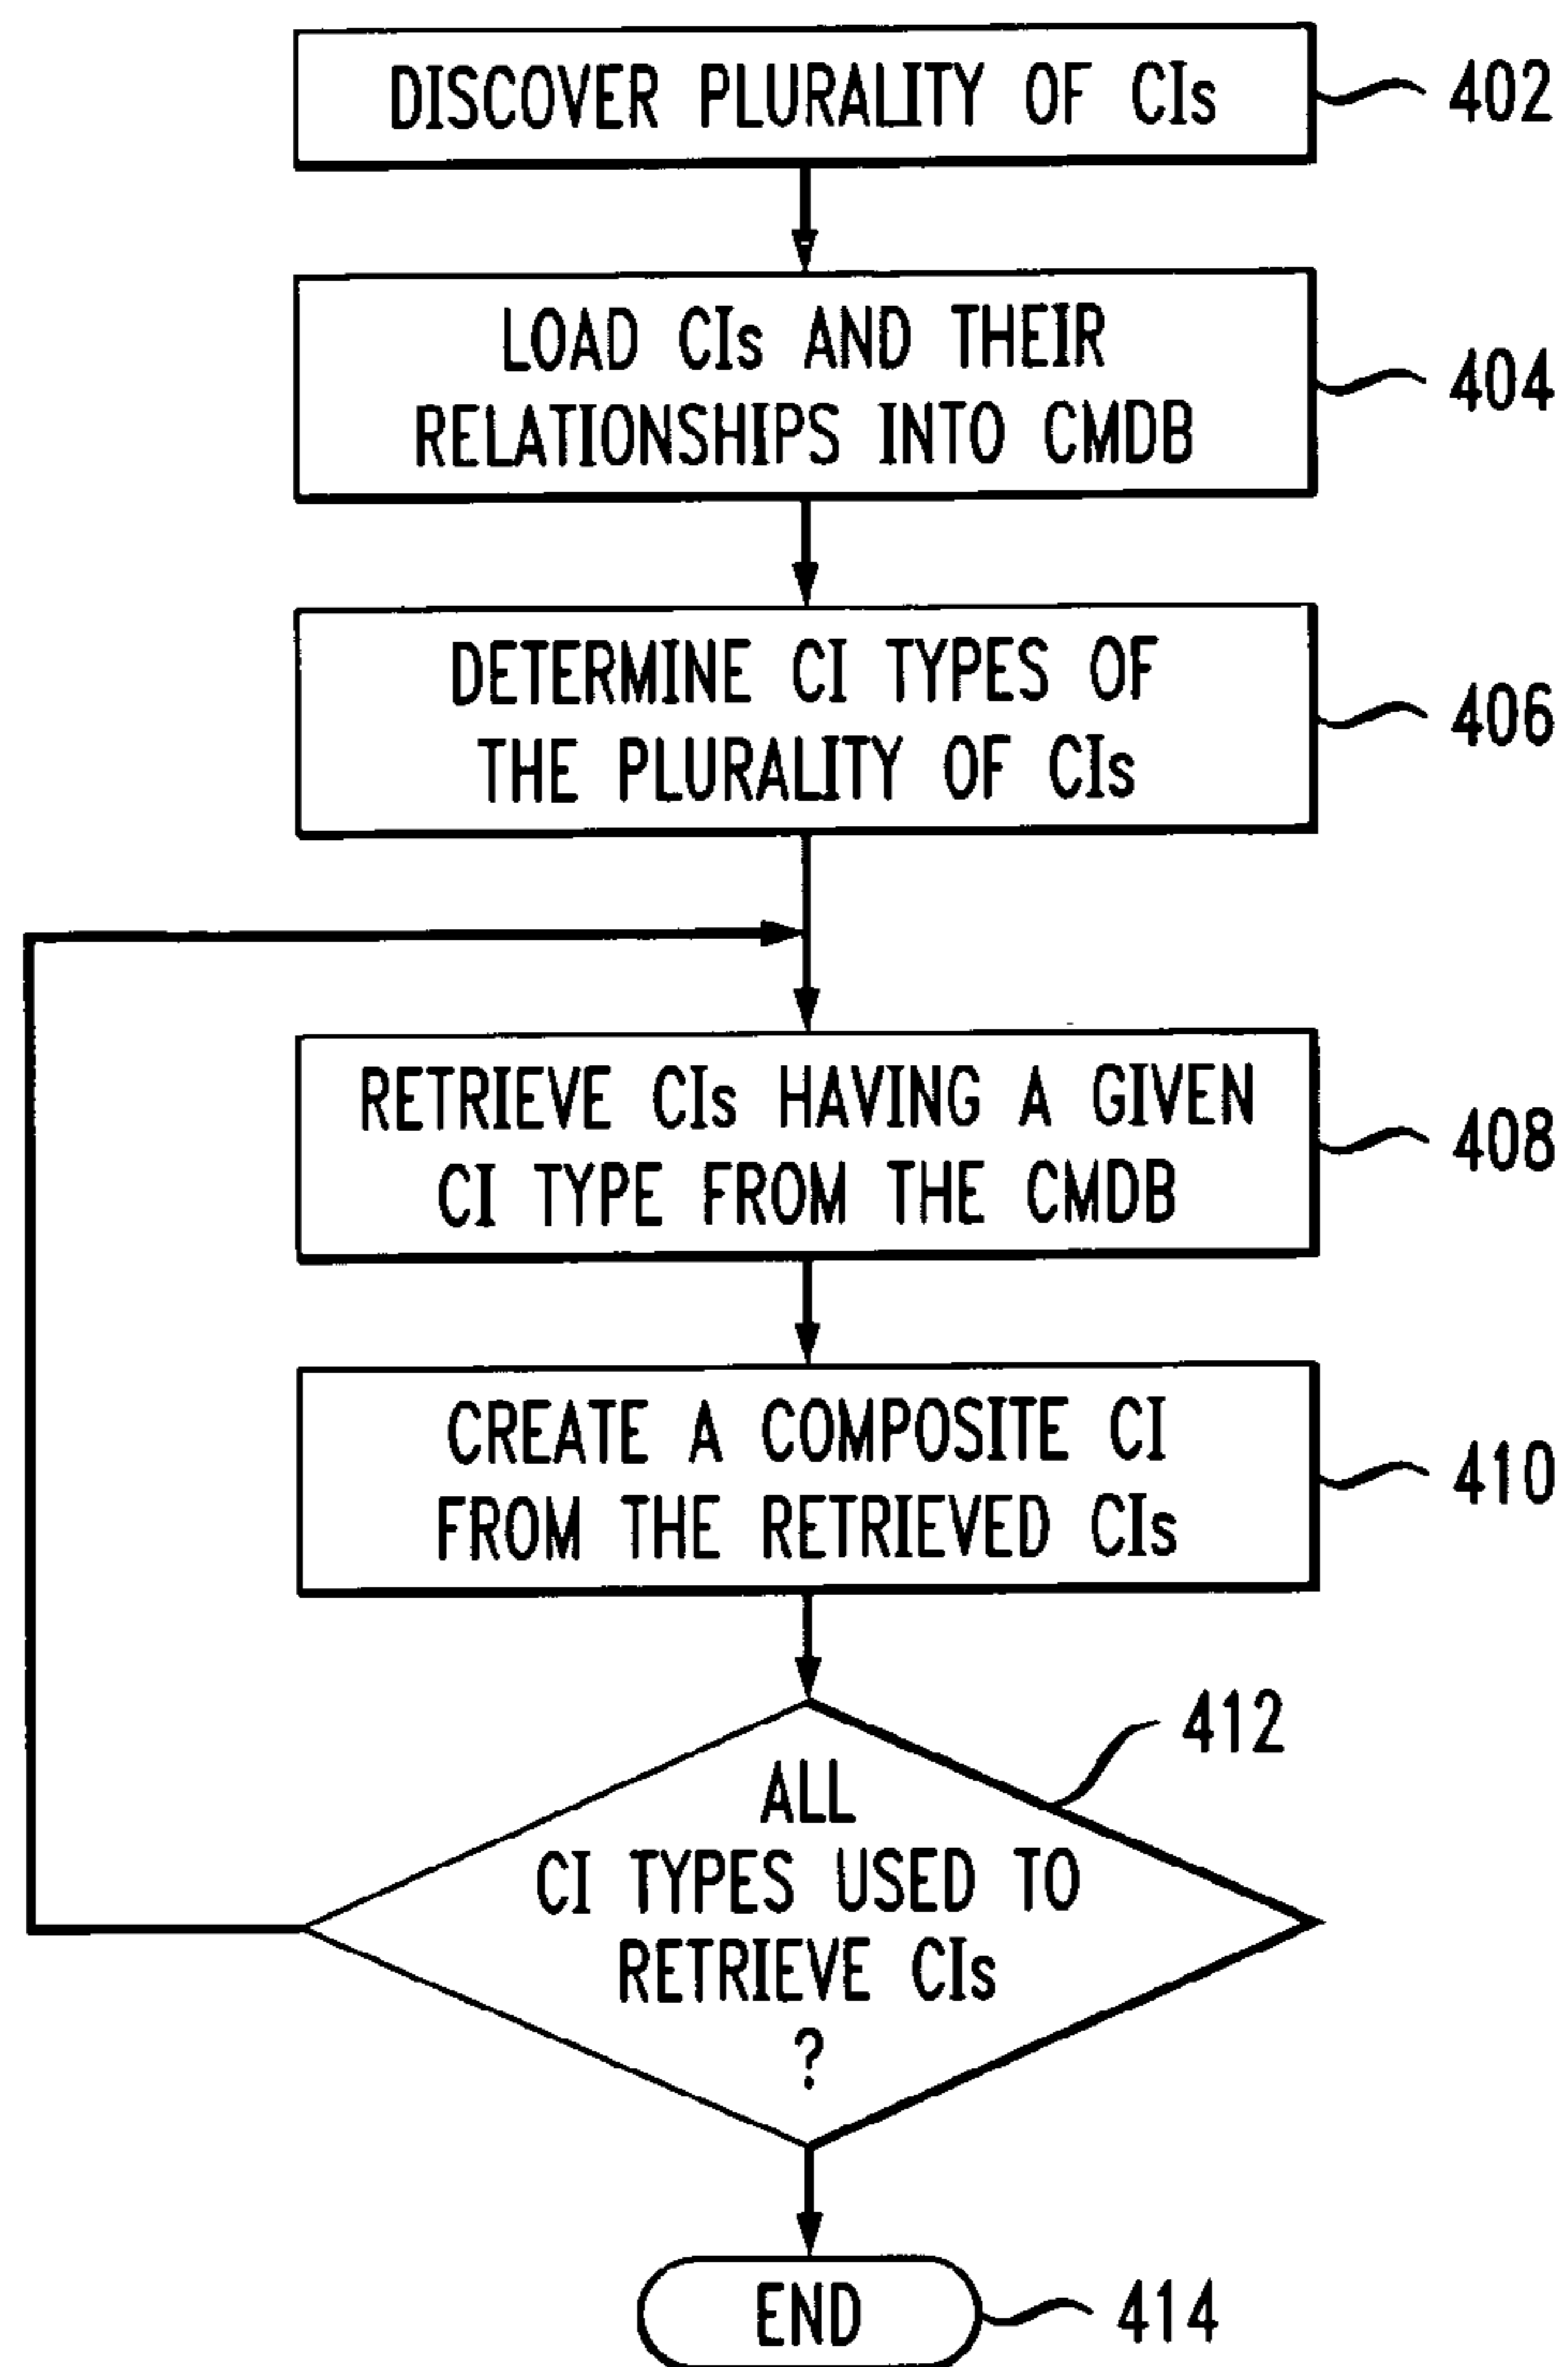 DISCOVER PLURALITY OF CIs
402
LOAD CIs AND THEIR
RELATIONSHIPS INTO CMDB
404
DETERMINE CI TYPES OF
THE PLURALITY OF CIs
406
RETRIEVE CIs HAVING A GIVEN
CI TYPE FROM THE CMDB
408
CREATE A COMPOSITE CI
FROM THE RETRIEVED CIs
410
412
ALL
CI TYPES USED TO
RETRIEVE CIs
?
END
414